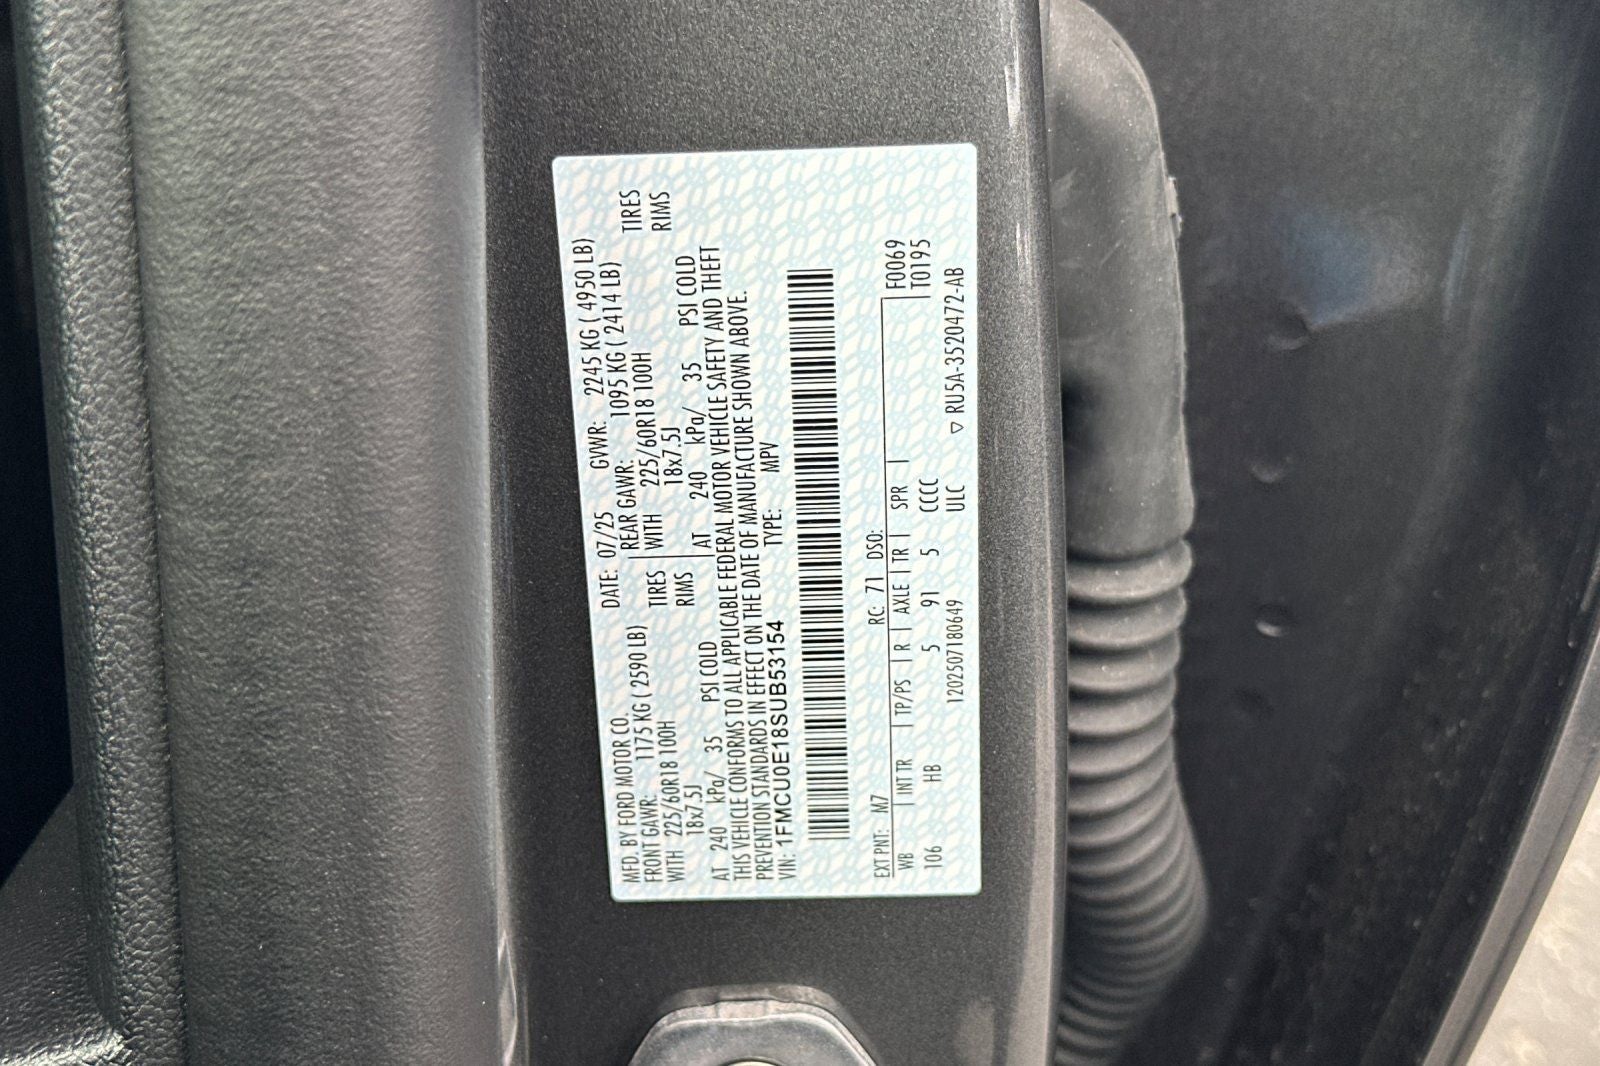 MFD. BY FORD MOTOR CO. DATE: 07/25 GVWR: 2245 KG ( 4950 LB)
FRONT GAWR: 1175 KG ( 2590 LB) REAR GAWR: 1095 KG ( 2414 LB)
WITH 225/60R18 100H TIRES WITH 225/60R18 100H TIRES
18x7.5J RIMS 18x7.5J RIMS
AT 240 kPa/ 35 PSI COLD AT 240 kPa/ 35 PSI COLD
THIS VEHICLE CONFORMS TO ALL APPLICABLE FEDERAL MOTOR VEHICLE SAFETY AND THEFT
PREVENTION STANDARDS IN EFFECT ON THE DATE OF MANUFACTURE SHOWN ABOVE.
VIN: 1FMCU0E18SUB53154 TYPE: MPV
EXT PNT: M7 RC: 71 DSO: F0069
WB INT TR TP/PS R AXLE TR SPR T0195
106 HB 5 91 5 CCCC
120250718064​9 ULC ▽ RU5A-3520472-AB